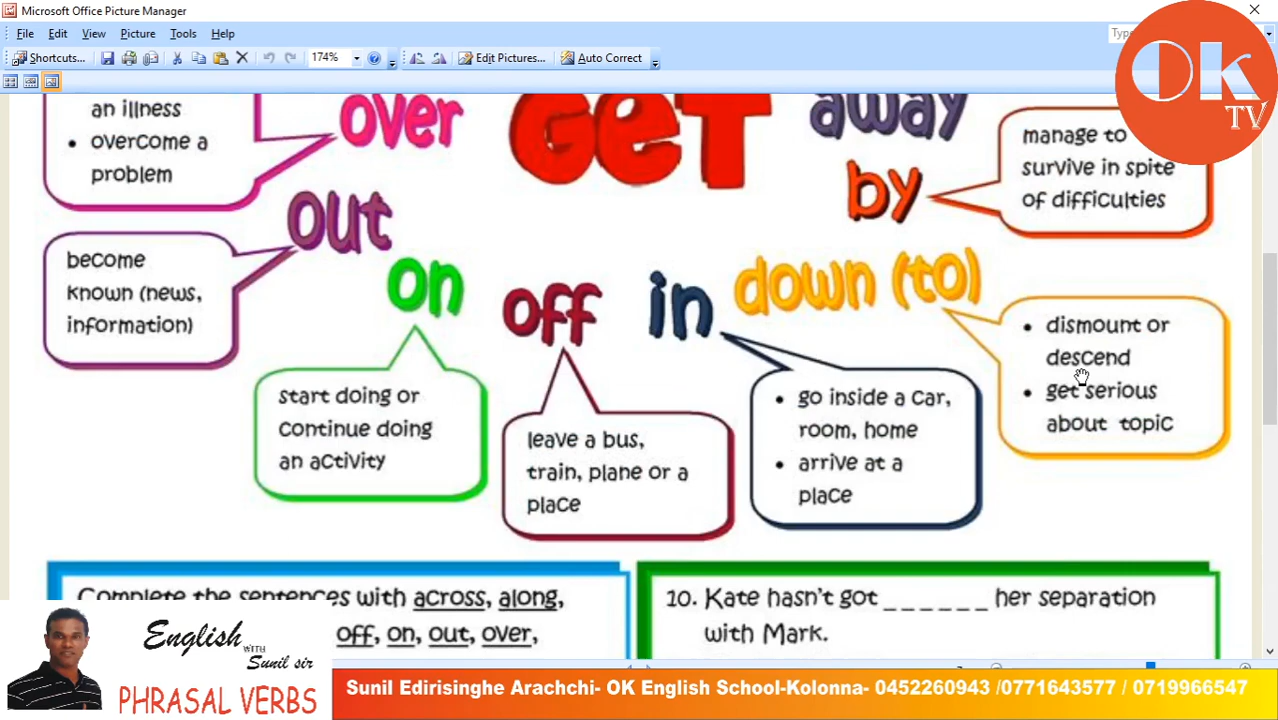 Microsoft Office Picture Manager
File Edit View Picture Tools Help
Shortcuts... 174% Edit Pictures... Auto Correct
OK
TV
an illness
• overcome a
problem
over
GeT
away
by
manage to
survive in spite
of difficulties
out
become
known (news,
information)
on
off
in
down (to)
start doing or
continue doing
an activity
leave a bus,
train, plane or a
place
• go inside a car,
room, home
• arrive at a
place
• dismount or
descend
• get serious
about topic
Complete the sentences with across, along,
off, on, out, over,
10. Kate hasn't got _ _ _ _ _ _ her separation
with Mark.
English
WITH
Sunil sir
PHRASAL VERBS
Sunil Edirisinghe Arachchi- OK English School-Kolonna- 0452260943 /0771643577 / 0719966547